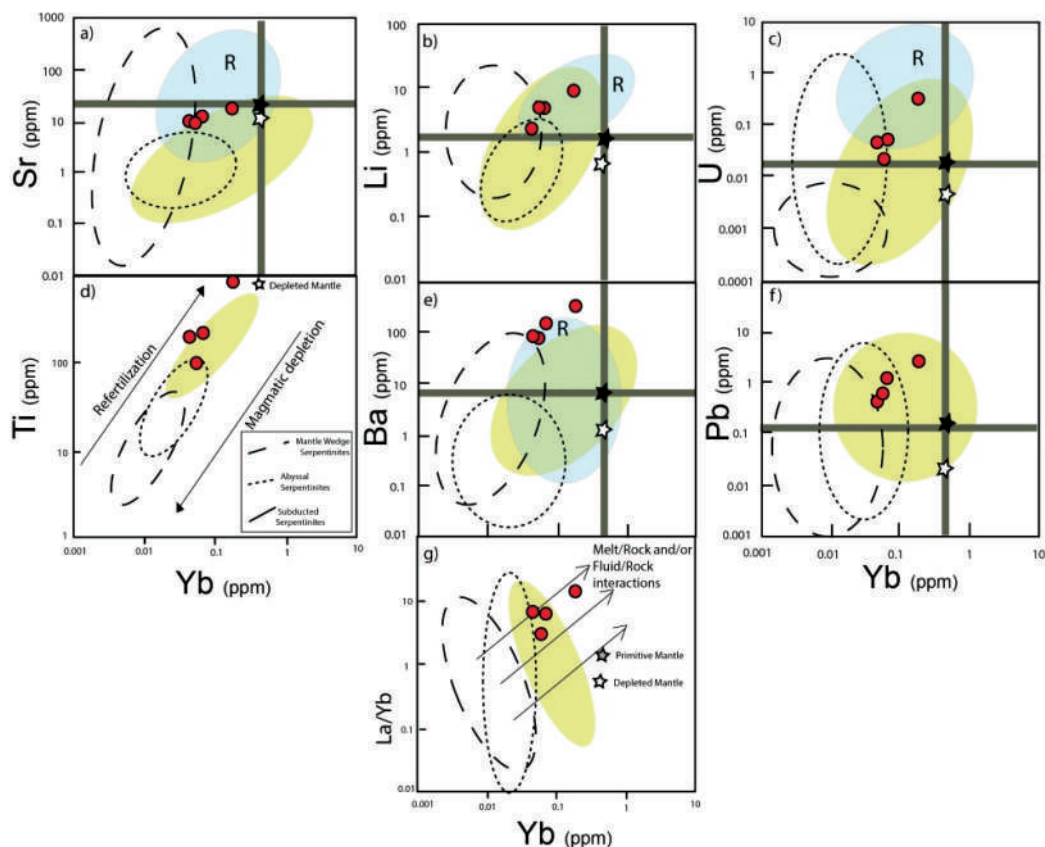 a)
1000
100
10
1
0.1
0.01
Sr (ppm)
R
b)
100
10
1
0.1
0.01
Li (ppm)
R
c)
10
1
0.1
0.01
0.001
0.0001
U (ppm)
R
d)
100
10
1
Ti (ppm)
Refertilization
Magmatic depletion
Depleted Mantle
Mantle Wedge
Serpentinites
Abyssal
Serpentinites
Subducted
Serpentinites
0.001
0.01
0.1
1
10
Yb (ppm)
e)
100
10
1
0.1
0.01
Ba (ppm)
R
f)
10
1
0.1
0.01
0.001
Pb (ppm)
0.001
0.01
0.1
1
10
Yb (ppm)
g)
10
1
0.1
0.01
La/Yb
Melt/Rock and/or
Fluid/Rock
interactions
Primitive Mantle
Depleted Mantle
0.001
0.01
0.1
1
10
Yb (ppm)